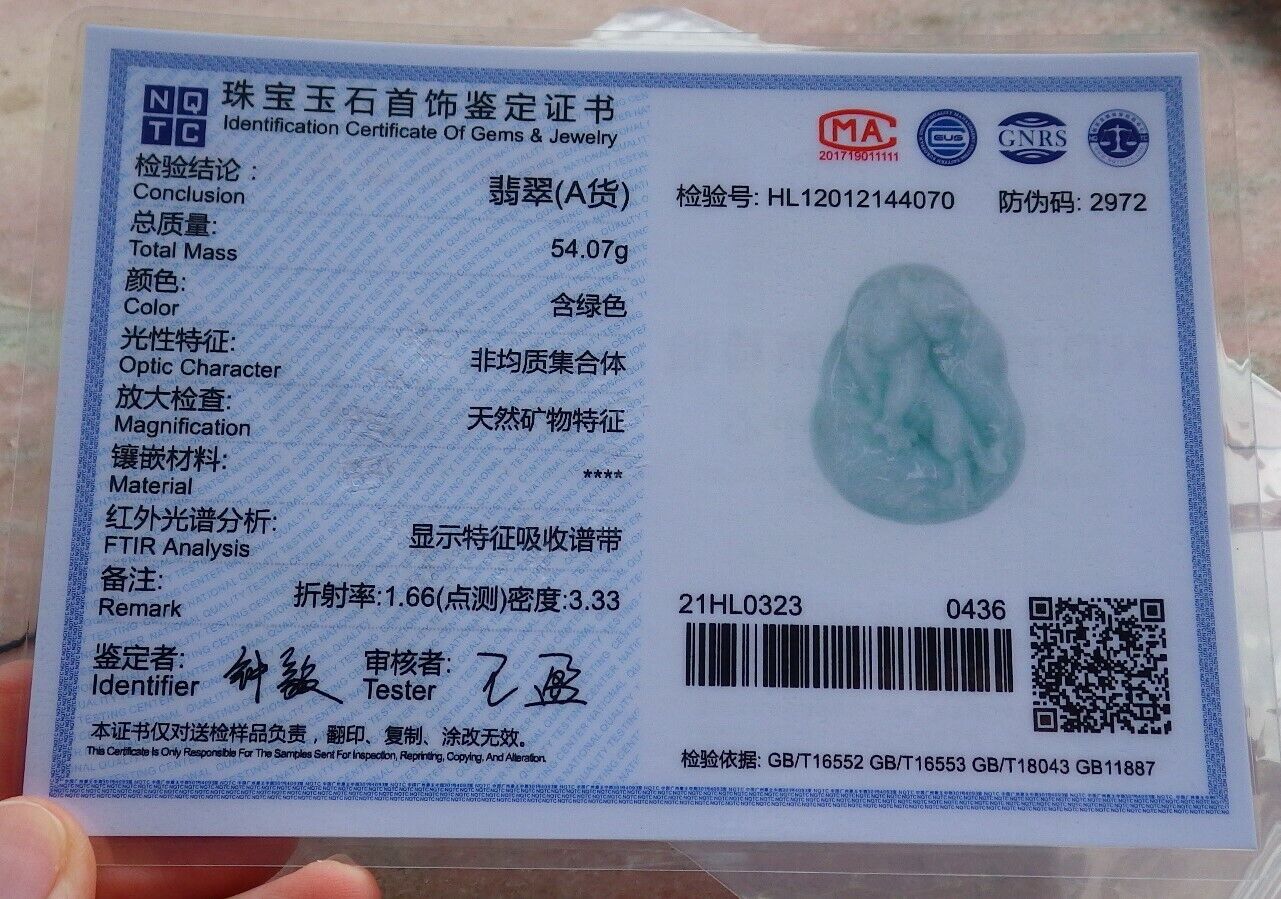 NQ
TC
珠宝玉石首饰鉴定证书
Identification Certificate Of Gems & Jewelry
检验结论：
Conclusion
翡翠(A货)
总质量:
Total Mass
54.07g
颜色:
Color
含绿色
光性特征:
Optic Character
非均质集合体
放大检查:
Magnification
天然矿物特征
镶嵌材料:
Material
****
红外光谱分析:
FTIR Analysis
显示特征吸收谱带
备注:
Remark
折射率:1.66(点测)密度:3.33
鉴定者:
Identifier
审核者:
Tester
本证书仅对送检样品负责，翻印、复制、涂改无效。
This Certificate Is Only Responsible For The Samples Sent For Inspection, Reprinting, Copying, And Alteration.
MA
201719011111
GUS
GNRS
检验号: HL12012144070
防伪码: 2972
21HL0323
0436
检验依据: GB/T16552 GB/T16553 GB/T18043 GB11887